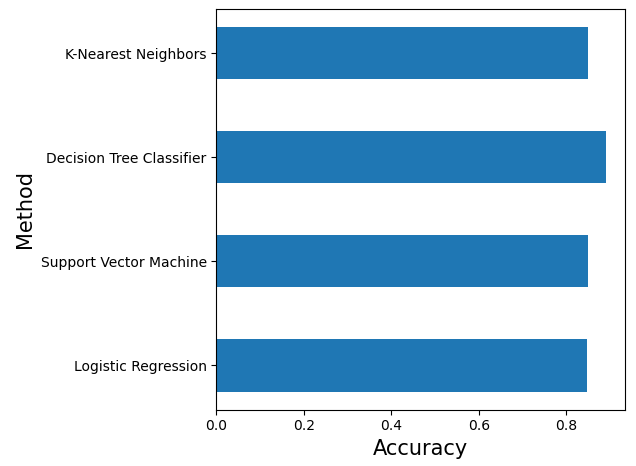 K-Nearest Neighbors
Decision Tree Classifier
Support Vector Machine
Logistic Regression
Method
0.0 0.2 0.4 0.6 0.8
Accuracy